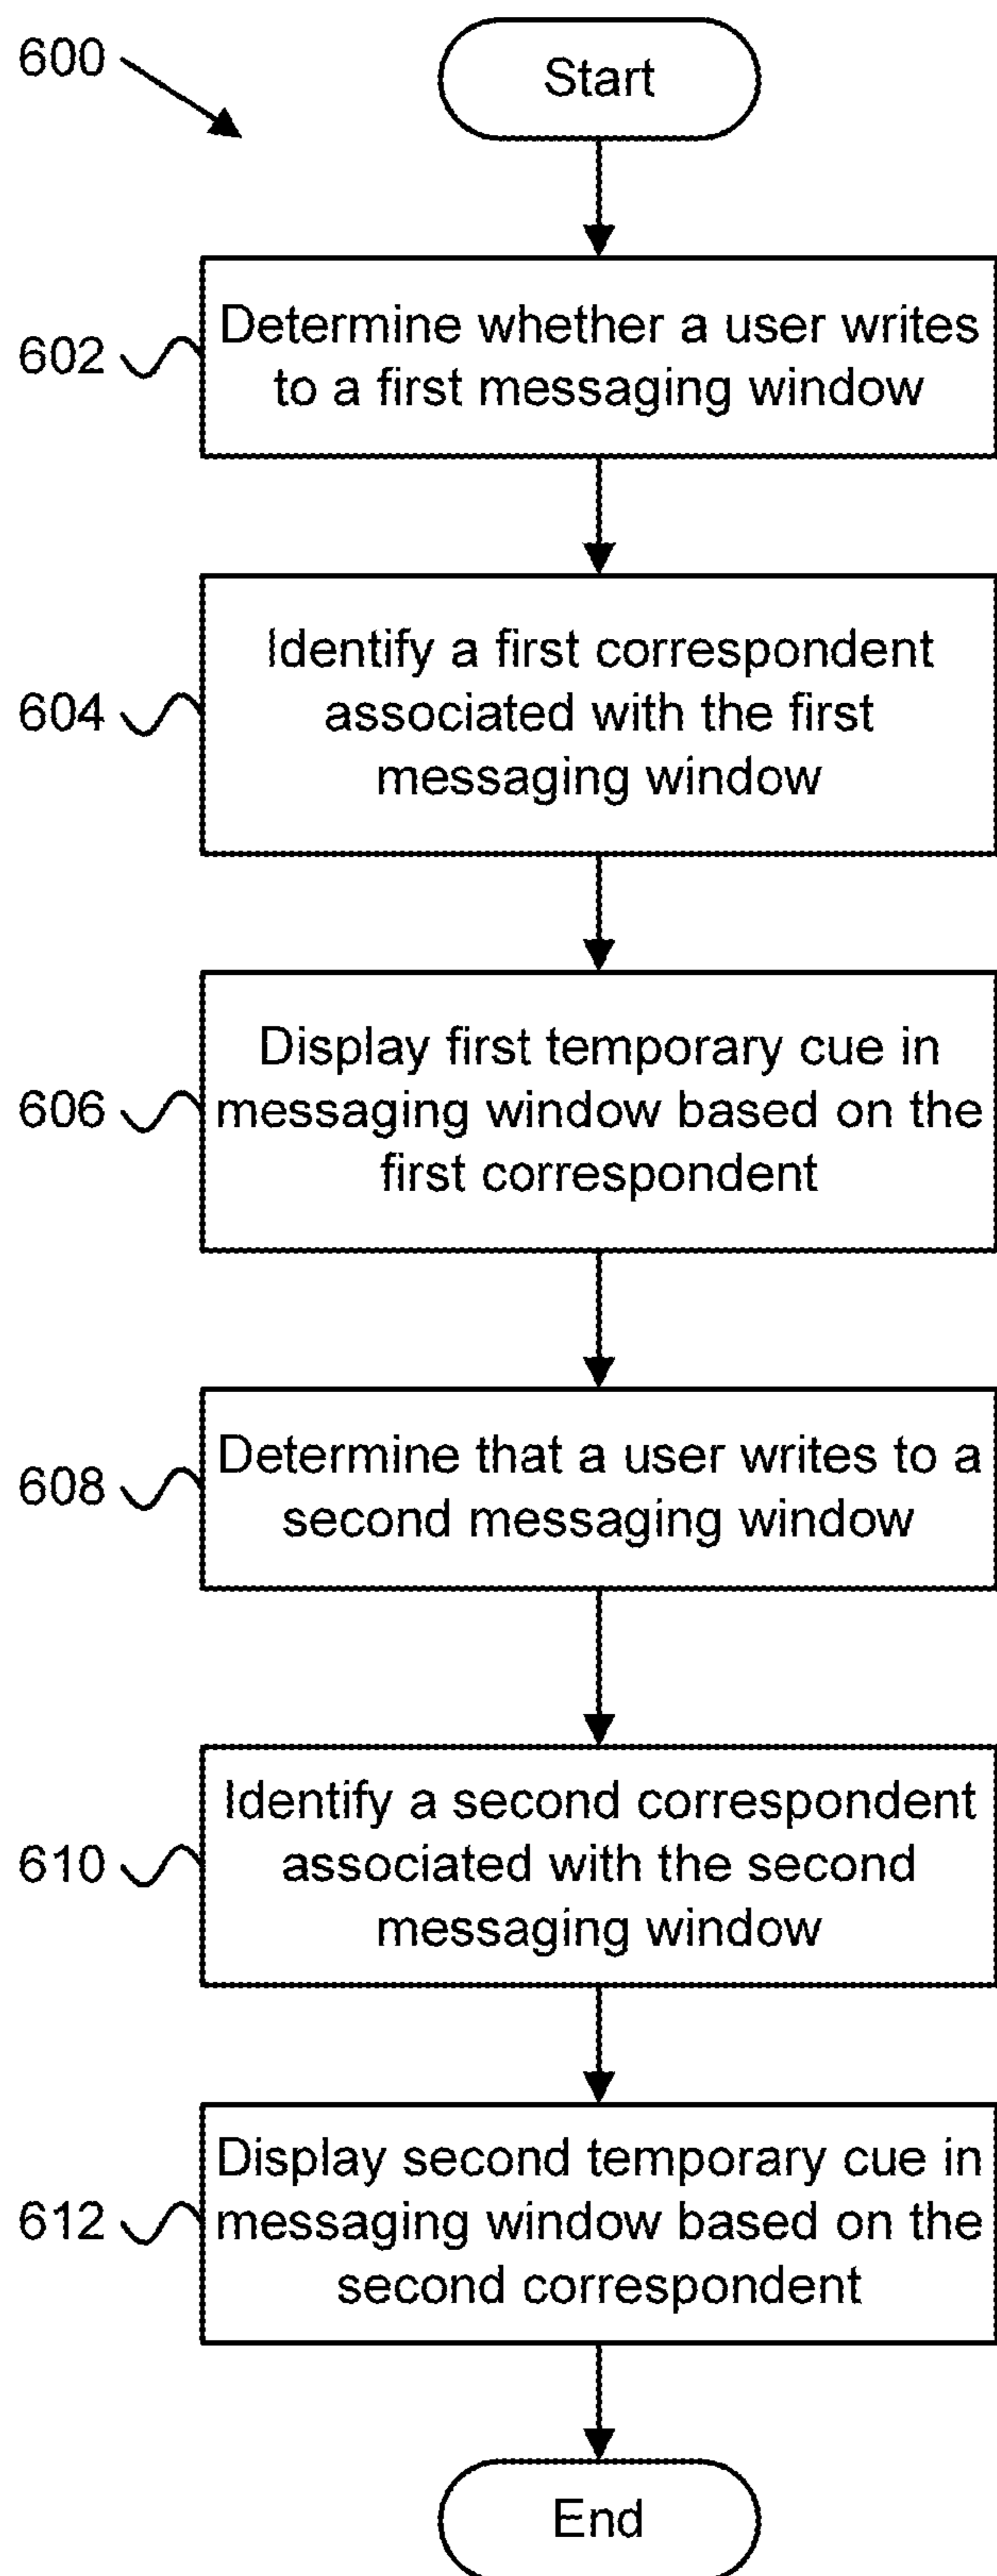 600
Start
602
Determine whether a user writes
to a first messaging window
604
Identify a first correspondent
associated with the first
messaging window
606
Display first temporary cue in
messaging window based on the
first correspondent
608
Determine that a user writes to a
second messaging window
610
Identify a second correspondent
associated with the second
messaging window
612
Display second temporary cue in
messaging window based on the
second correspondent
End